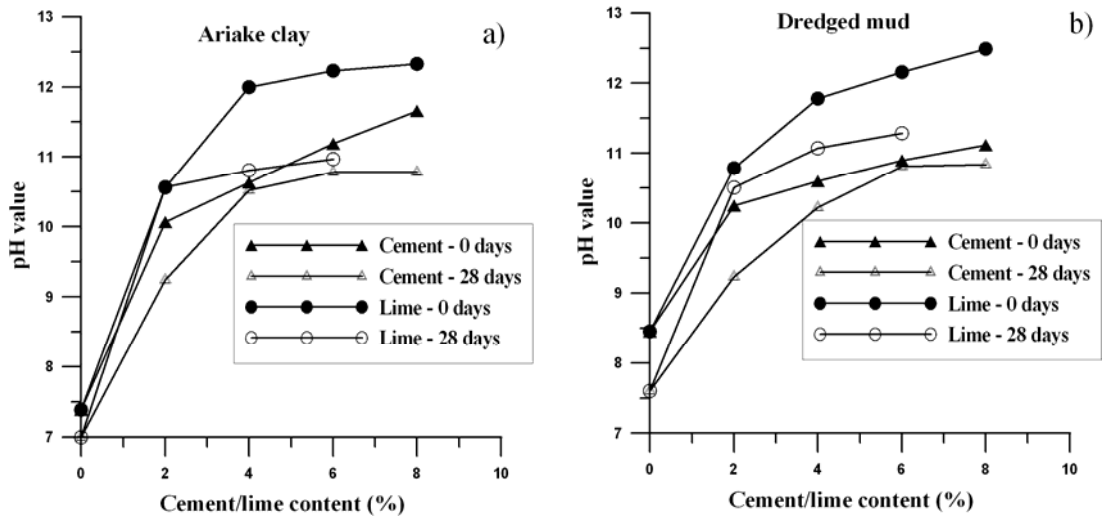 Ariake clay
a)
13
12
11
10
9
8
7
pH value
Cement - 0 days
Cement - 28 days
Lime - 0 days
Lime - 28 days
0 2 4 6 8 10
Cement/lime content (%)
Dredged mud
b)
13
12
11
10
9
8
7
pH value
Cement - 0 days
Cement - 28 days
Lime - 0 days
Lime - 28 days
0 2 4 6 8 10
Cement/lime content (%)